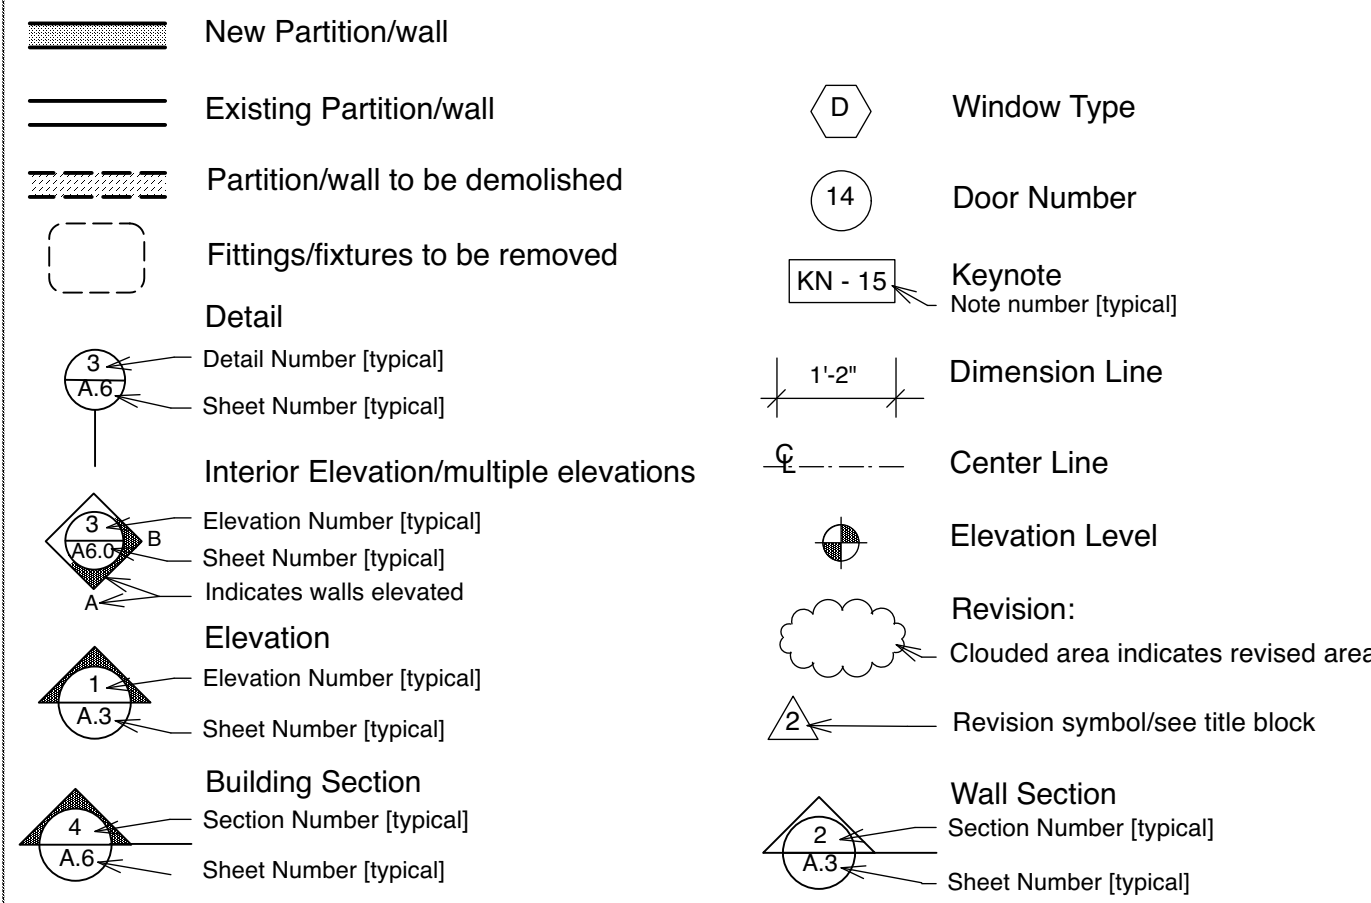 New Partition/wall
Existing Partition/wall
Partition/wall to be demolished
Fittings/fixtures to be removed
Detail
3
Detail Number [typical]
A.6
Sheet Number [typical]
Interior Elevation/multiple elevations
3
Elevation Number [typical]
B
A6.0
Sheet Number [typical]
Indicates walls elevated
A
Elevation
1
Elevation Number [typical]
A.3
Sheet Number [typical]
Building Section
4
Section Number [typical]
A.6
Sheet Number [typical]
D
Window Type
14
Door Number
KN - 15
Keynote
Note number [typical]
1'-2"
Dimension Line
CL
Center Line
Elevation Level
Revision:
Clouded area indicates revised area
2
Revision symbol/see title block
Wall Section
2
Section Number [typical]
A.3
Sheet Number [typical]